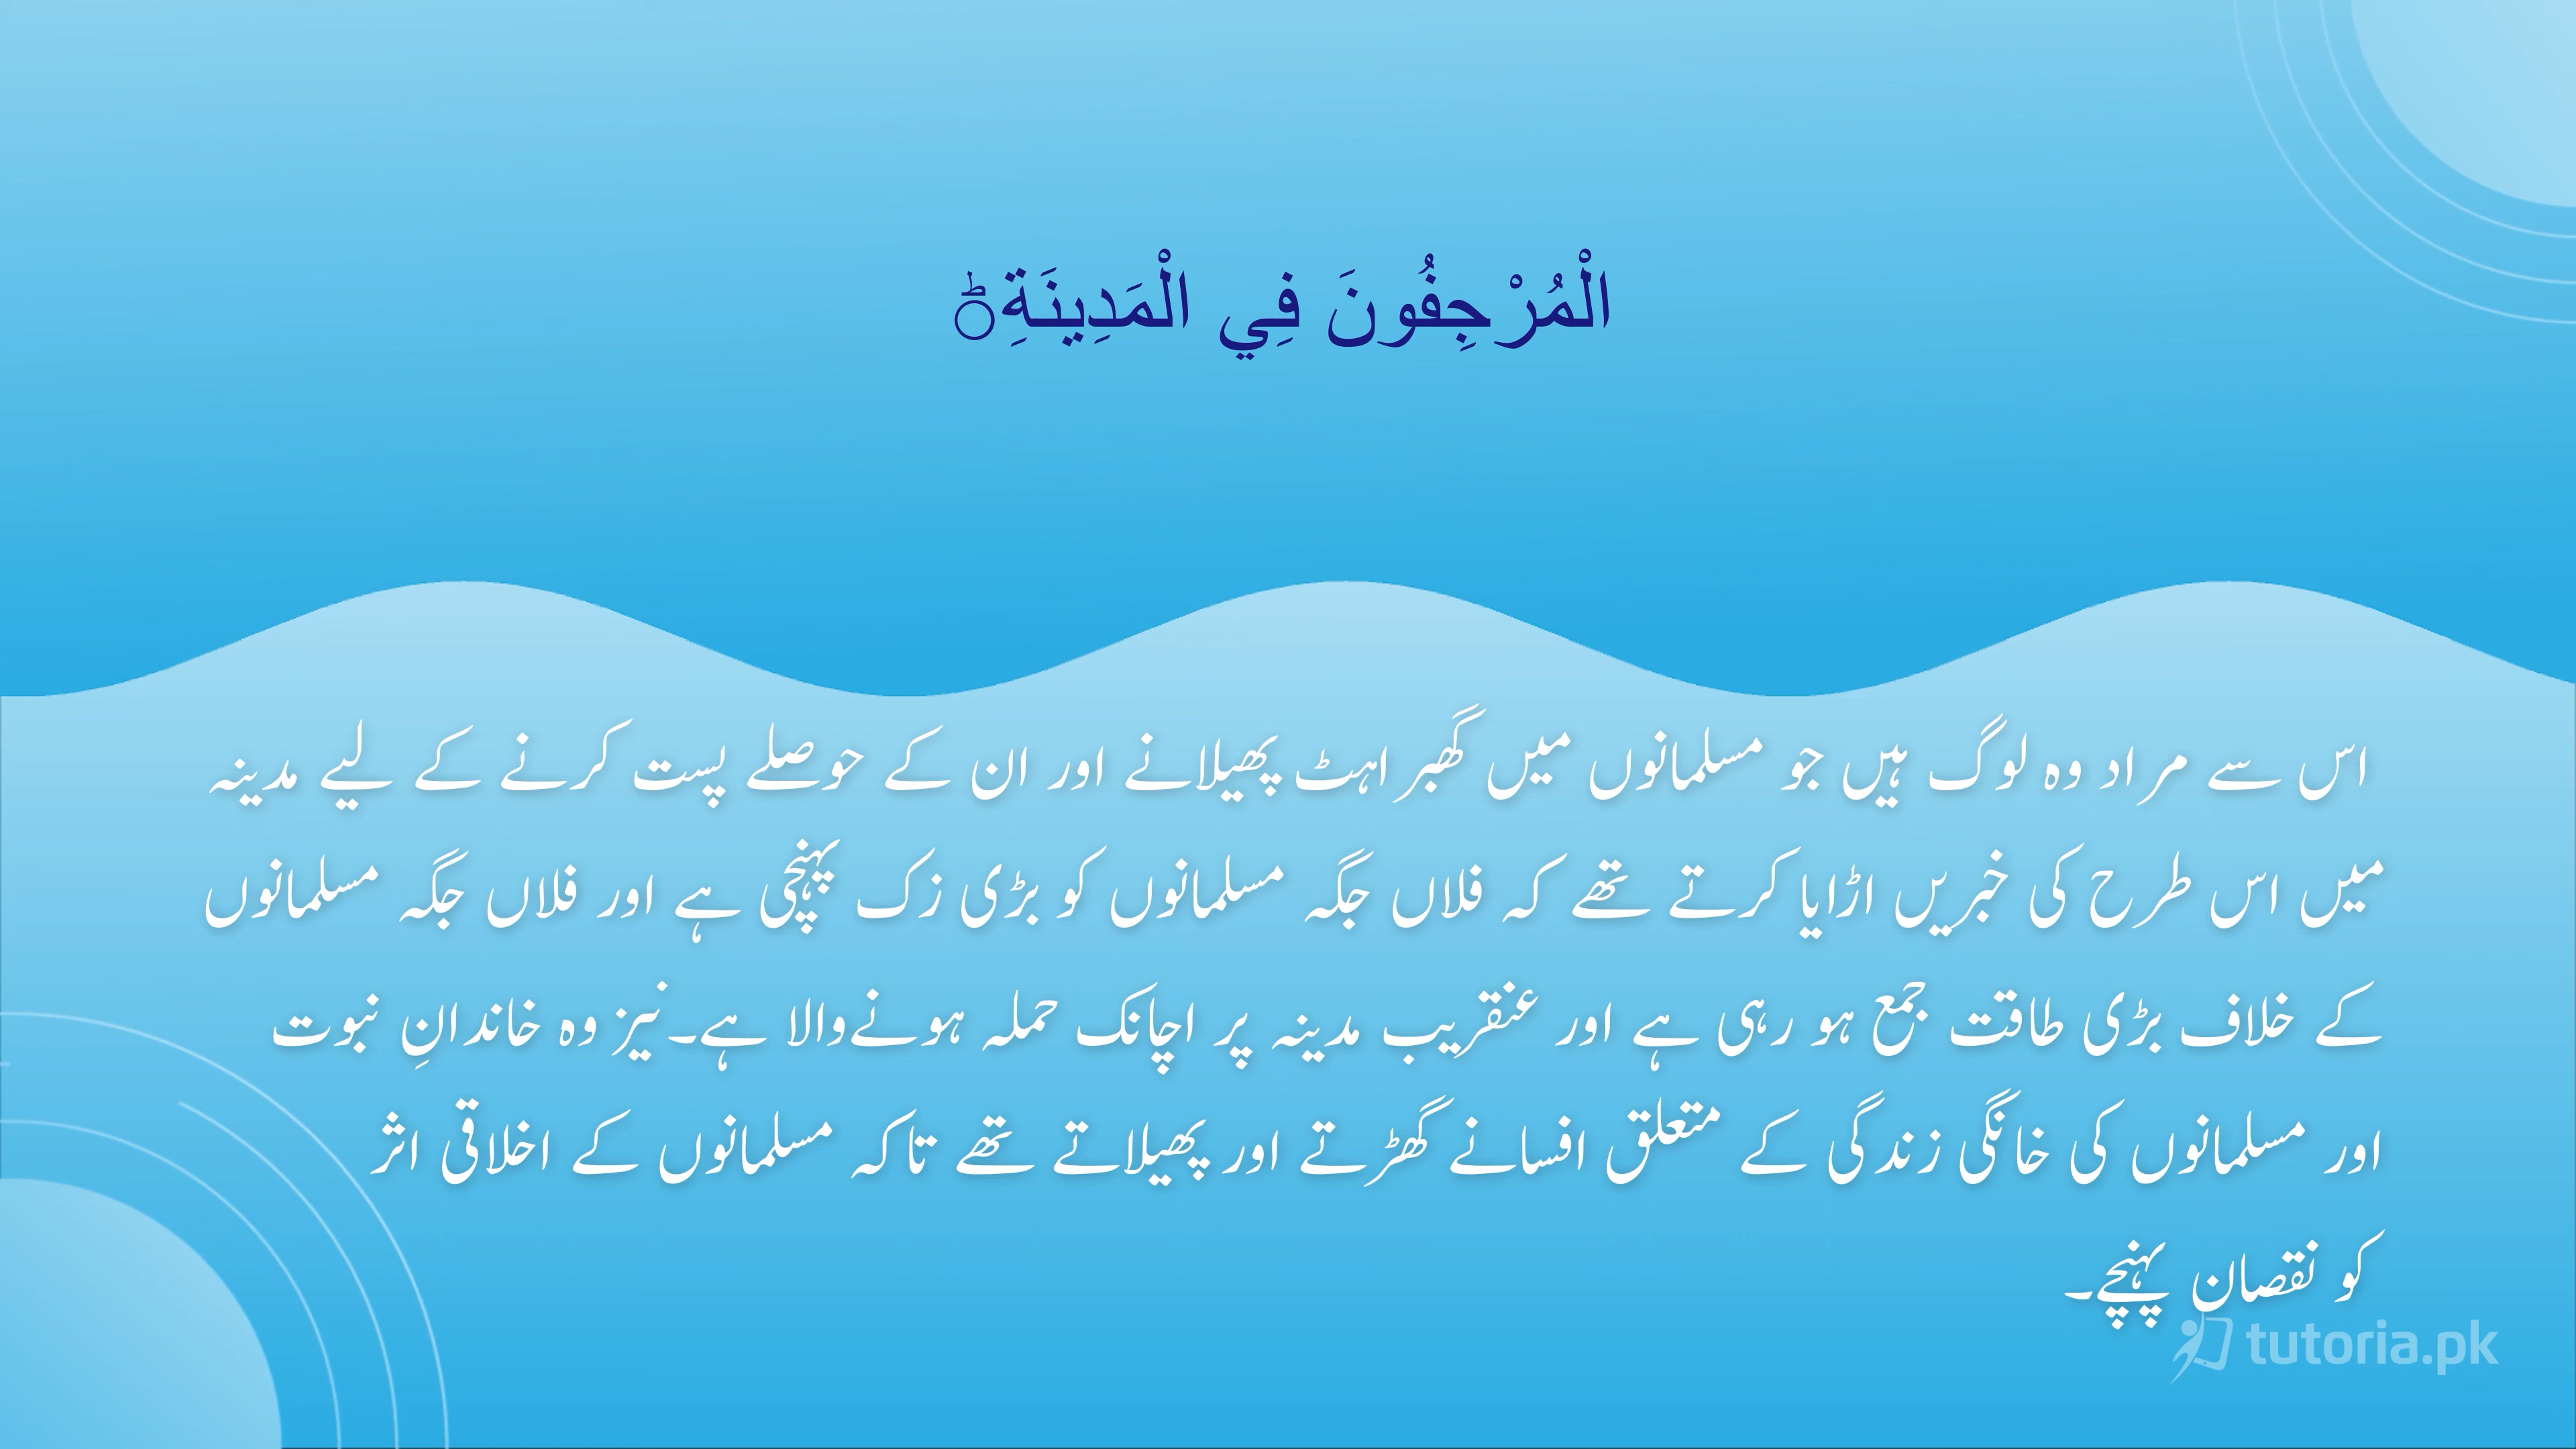 الْمُرْجِفُونَ فِي الْمَدِينَةِ ؕ
اس سے مراد وہ لوگ ہیں جو مسلمانوں میں گھبراہٹ پھیلانے اور ان کے حوصلے پست کرنے کے لیے مدینہ
میں اس طرح کی خبریں اڑایا کرتے تھے کہ فلاں جگہ مسلمانوں کو بڑی زک پہنچی ہے اور فلاں جگہ مسلمانوں
کے خلاف بڑی طاقت جمع ہو رہی ہے اور عنقریب مدینہ پر اچانک حملہ ہونے والا ہے۔ نیز وہ خاندانِ نبوت
اور مسلمانوں کی خانگی زندگی کے متعلق افسانے گھڑتے اور پھیلاتے تھے تاکہ مسلمانوں کے اخلاقی اثر
کو نقصان پہنچے۔
tutoria.pk